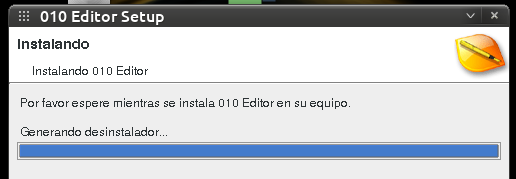 010 Editor Setup
Instalando
Instalando 010 Editor
Por favor espere mientras se instala 010 Editor en su equipo.
Generando desinstalador...